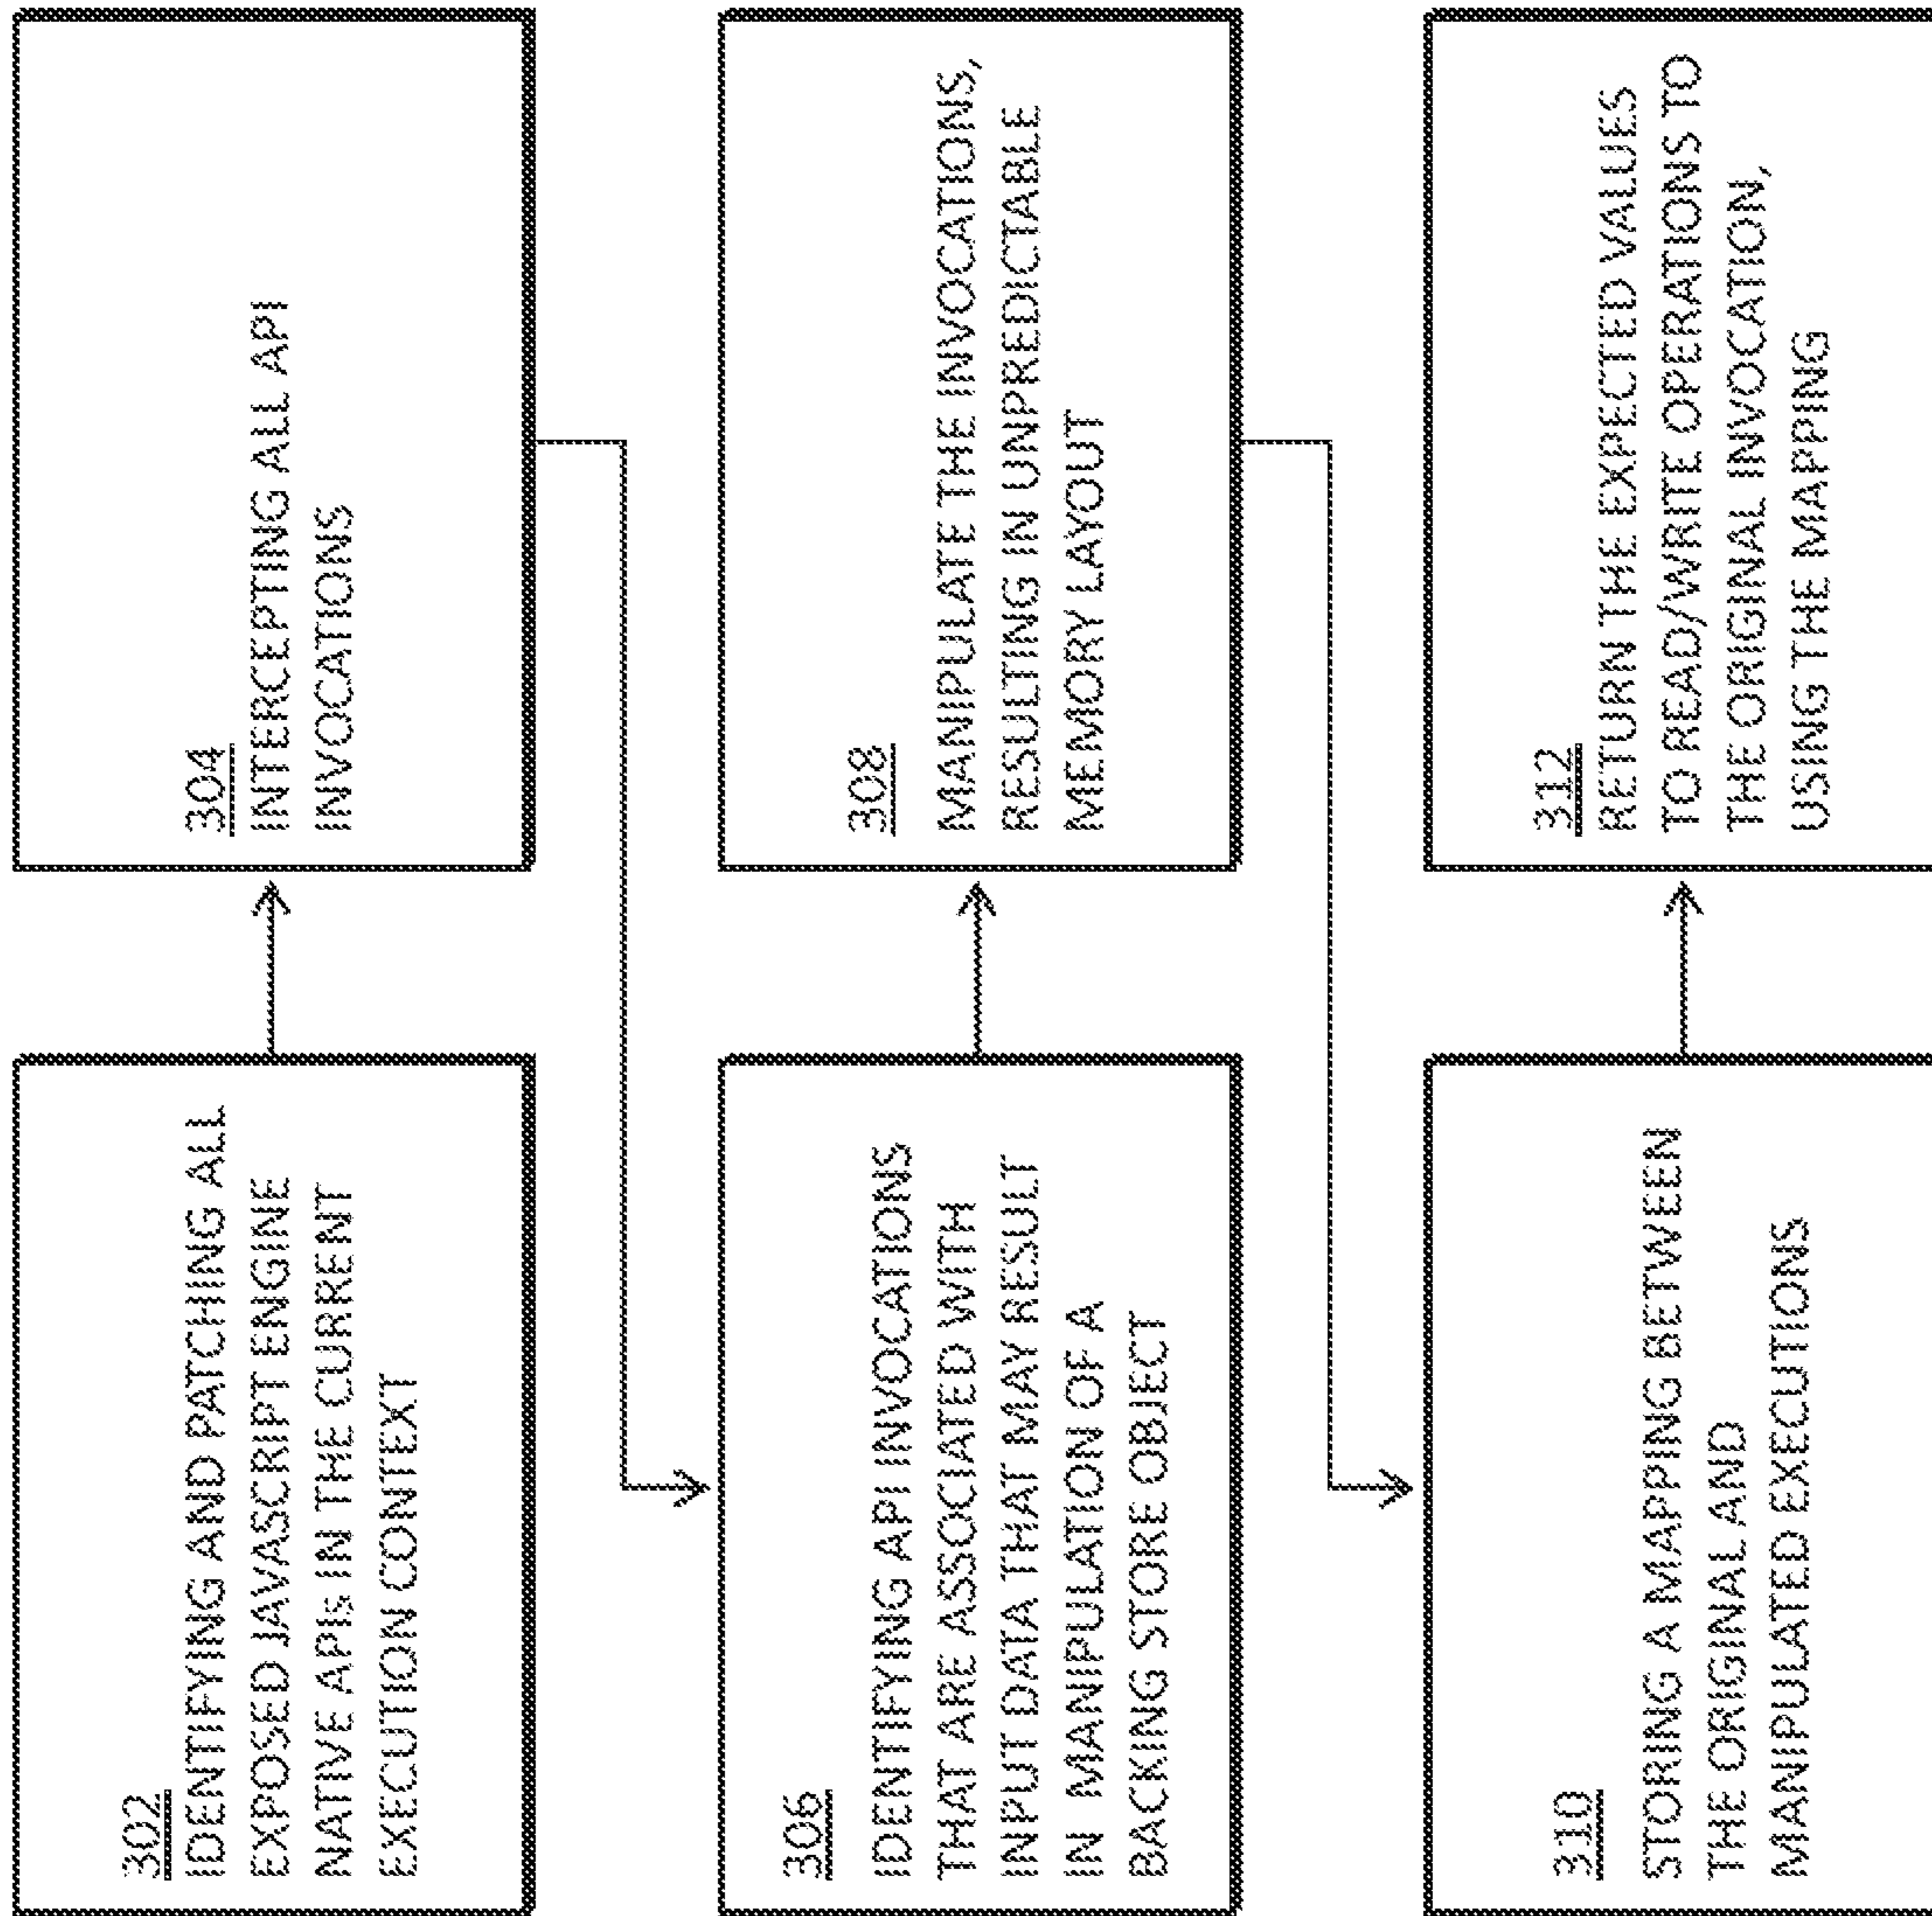 302
IDENTIFYING AND PATCHING ALL
EXPOSED JAVASCRIPT ENGINE
NATIVE APIs IN THE CURRENT
EXECUTION CONTEXT
304
INTERCEPTING ALL API
INVOCATIONS
306
IDENTIFYING API INVOCATIONS
THAT ARE ASSOCIATED WITH
INPUT DATA THAT MAY RESULT
IN MANIPULATION OF A
BACKING STORE OBJECT
308
MANIPULATE THE INVOCATIONS,
RESULTING IN UNPREDICTABLE
MEMORY LAYOUT
310
STORING A MAPPING BETWEEN
THE ORIGINAL AND
MANIPULATED EXECUTIONS
312
RETURN THE EXPECTED VALUES
TO READ/WRITE OPERATIONS TO
THE ORIGINAL INVOCATION,
USING THE MAPPING